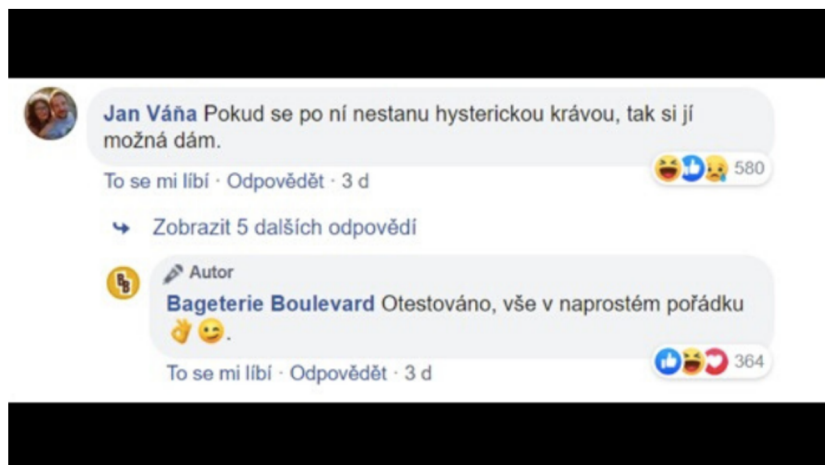 Jan Váňa Pokud se po ní nestanu hysterickou krávou, tak si jí
možná dám.
580
To se mi líbí · Odpovědět · 3 d
Zobrazit 5 dalších odpovědí
BB
Autor
Bageterie Boulevard Otestováno, vše v naprostém pořádku
👌😉.
364
To se mi líbí · Odpovědět · 3 d